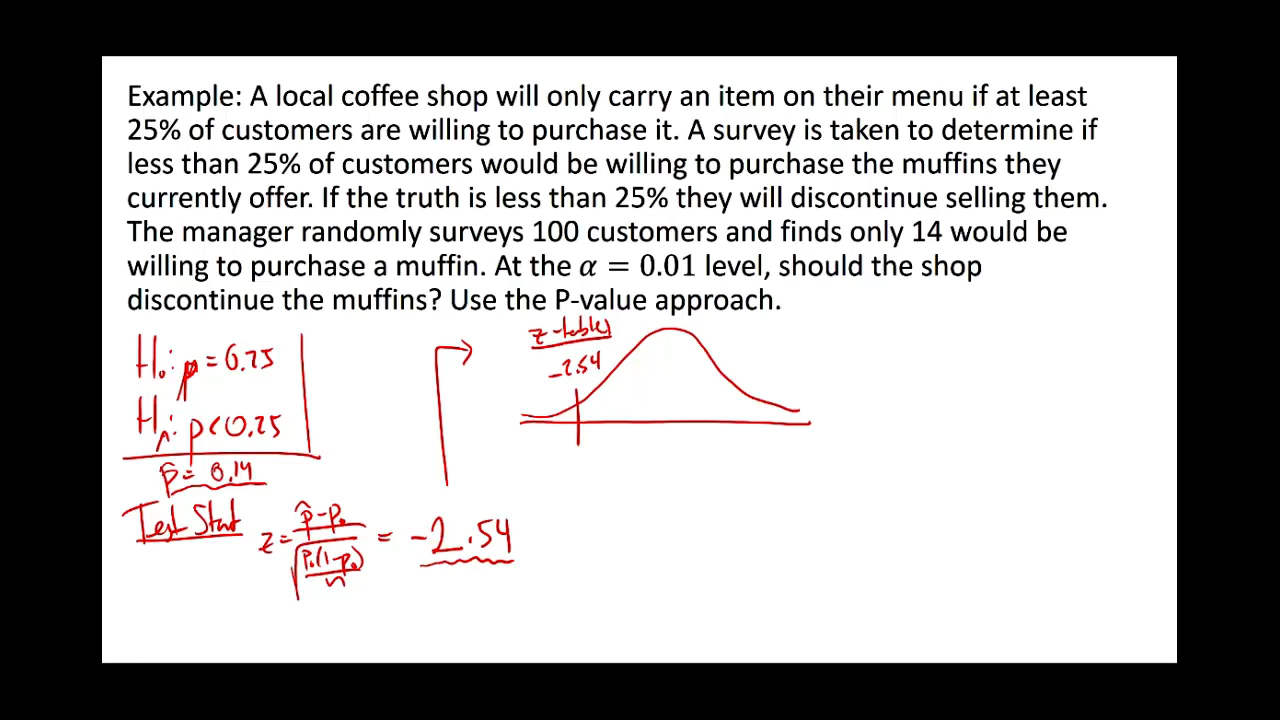 Example: A local coffee shop will only carry an item on their menu if at least
25% of customers are willing to purchase it. A survey is taken to determine if
less than 25% of customers would be willing to purchase the muffins they
currently offer. If the truth is less than 25% they will discontinue selling them.
The manager randomly surveys 100 customers and finds only 14 would be
willing to purchase a muffin. At the α = 0.01 level, should the shop
discontinue the muffins? Use the P-value approach.
H₀: p = 0.25
H_A: p < 0.25
p̂ = 0.14
Test Stat
z = (p̂ - p₀) / √(p₀(1-p₀)/n) = -2.54
z-tables
-2.54